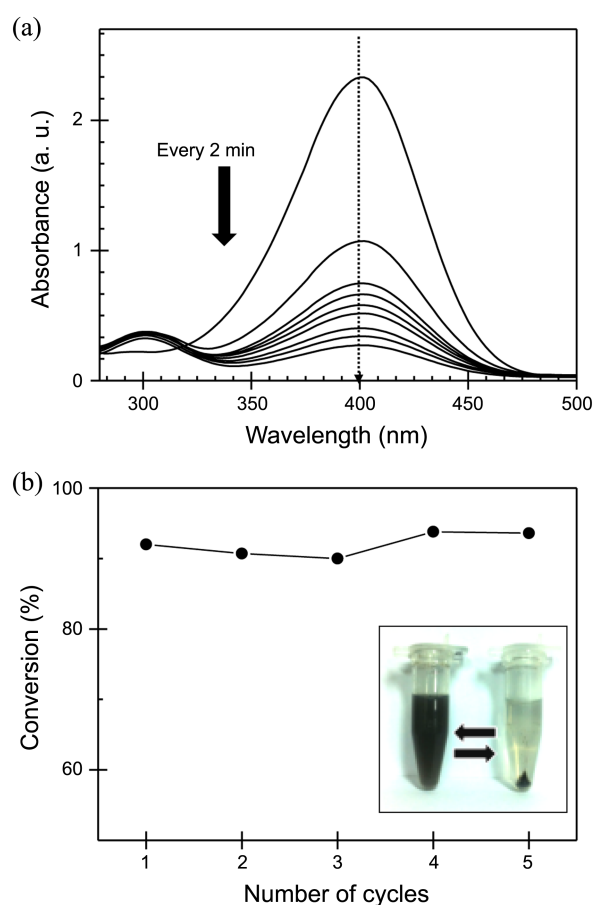 (a)
Absorbance (a. u.)
2
1
0
Every 2 min
300 350 400 450 500
Wavelength (nm)
(b)
Conversion (%)
100
80
60
1 2 3 4 5
Number of cycles